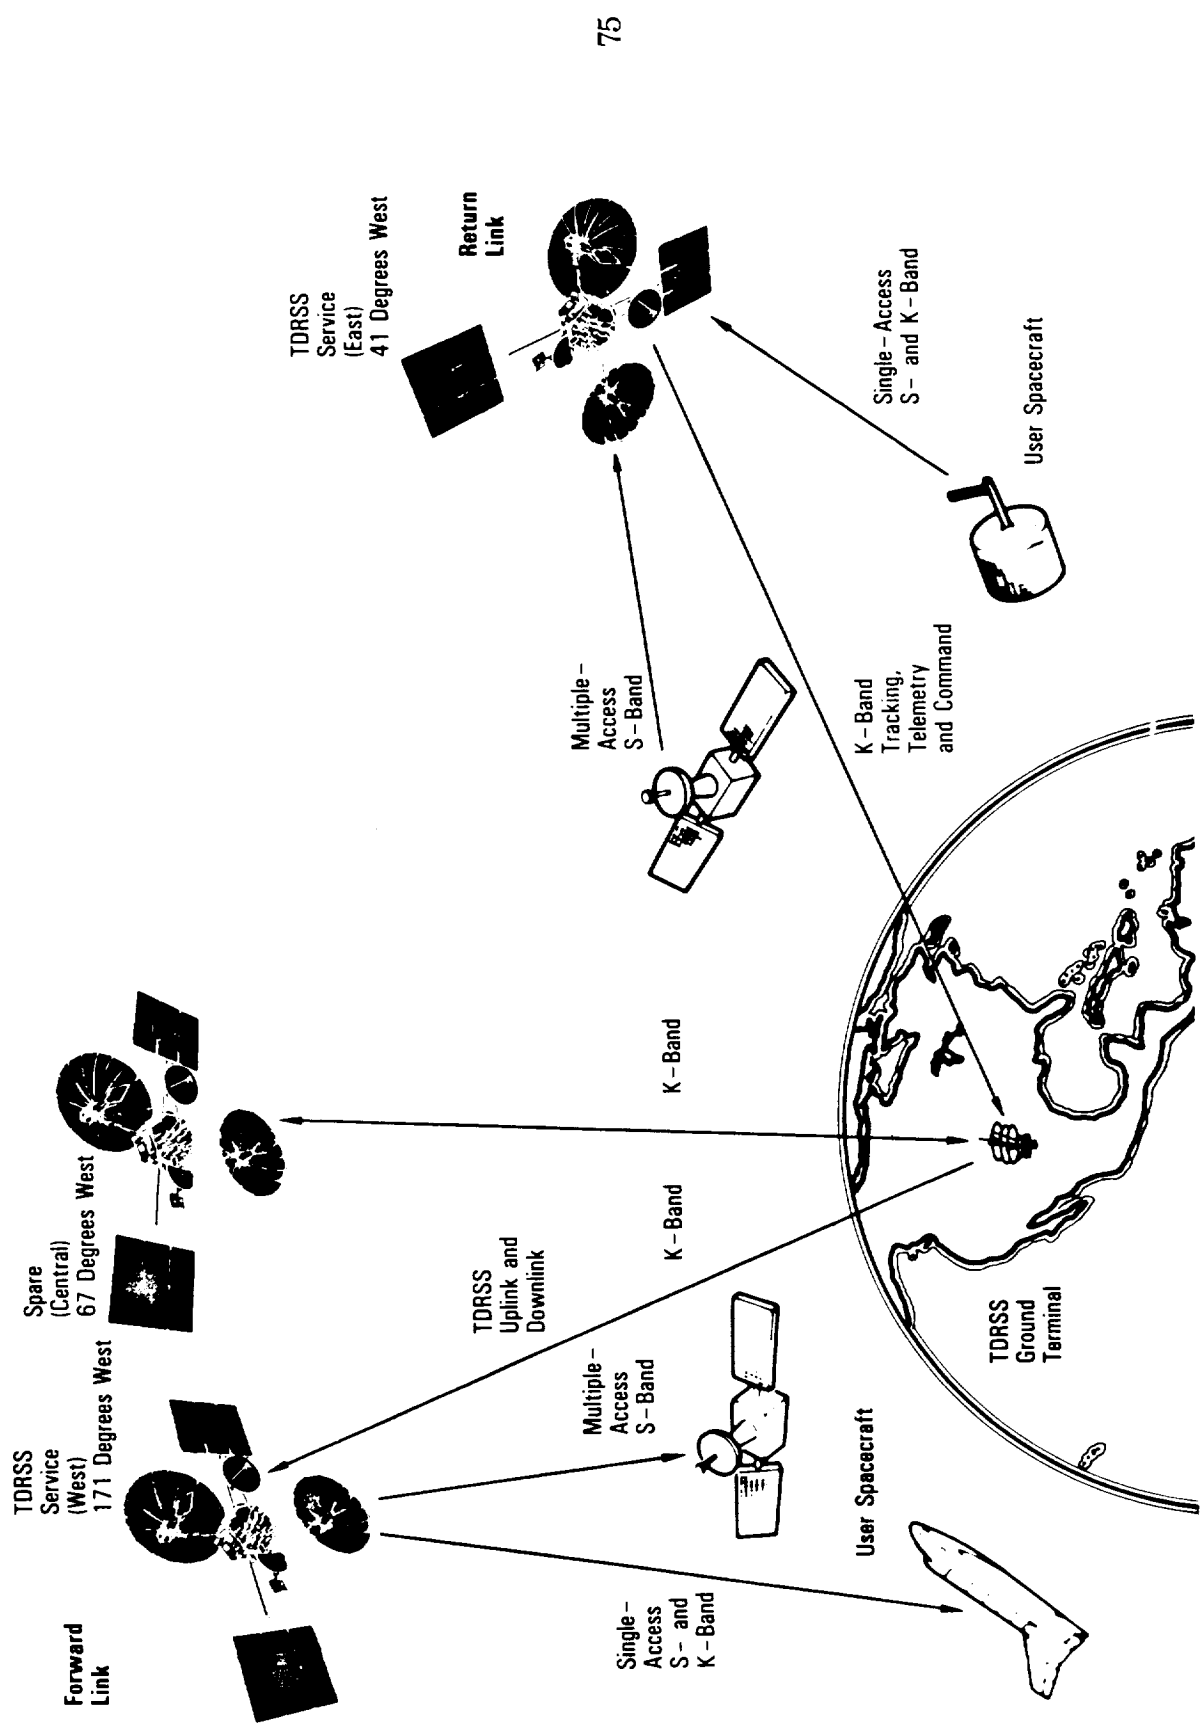 Forward
Link
TDRSS
Service
(West)
171 Degrees West
Spare
(Central)
67 Degrees West
TDRSS
Service
(East)
41 Degrees West
Return
Link
TDRSS
Uplink and
Downlink
Single-
Access
S- and
K-Band
Multiple-
Access
S-Band
K-Band
K-Band
Multiple-
Access
S-Band
Single-Access
S- and K-Band
User Spacecraft
K-Band
Tracking,
Telemetry
and Command
User Spacecraft
TDRSS
Ground
Terminal
75